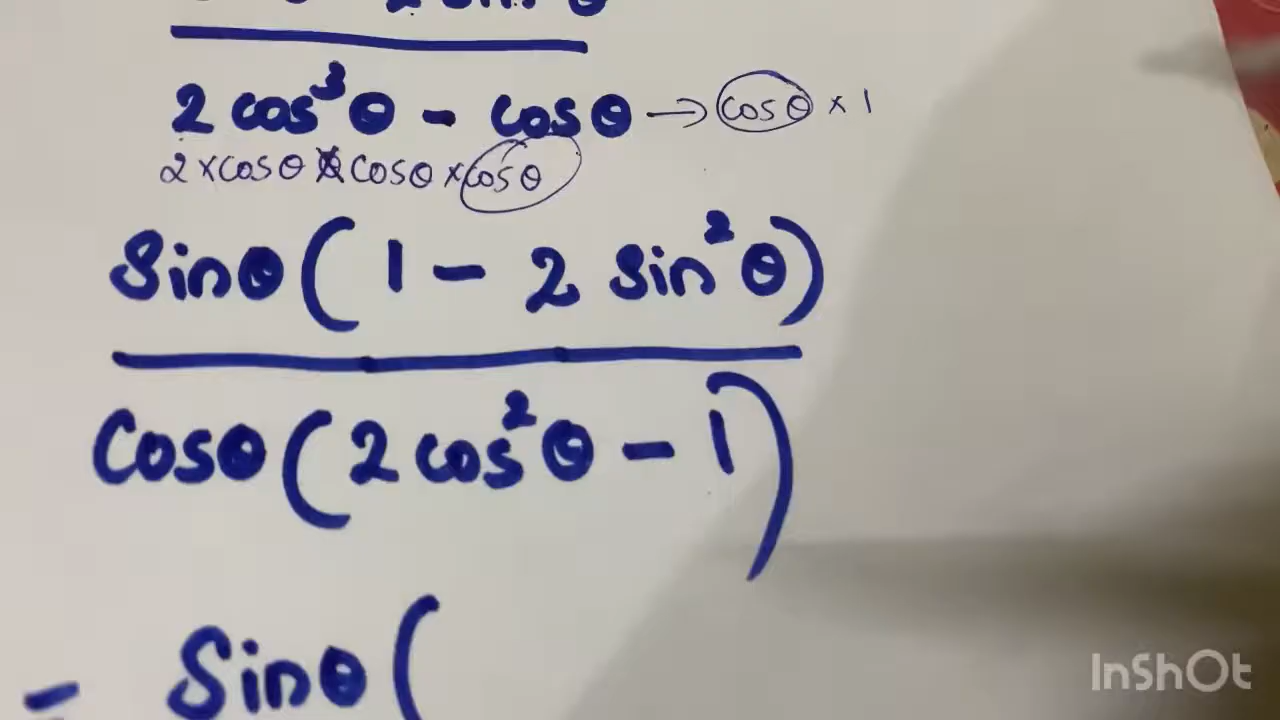 2 cos³θ - cosθ → cosθ × 1
2 × cosθ × cosθ × cosθ
Sinθ ( 1 - 2 sin²θ )
Cosθ ( 2 cos²θ - 1 )
= Sinθ (
InShOt